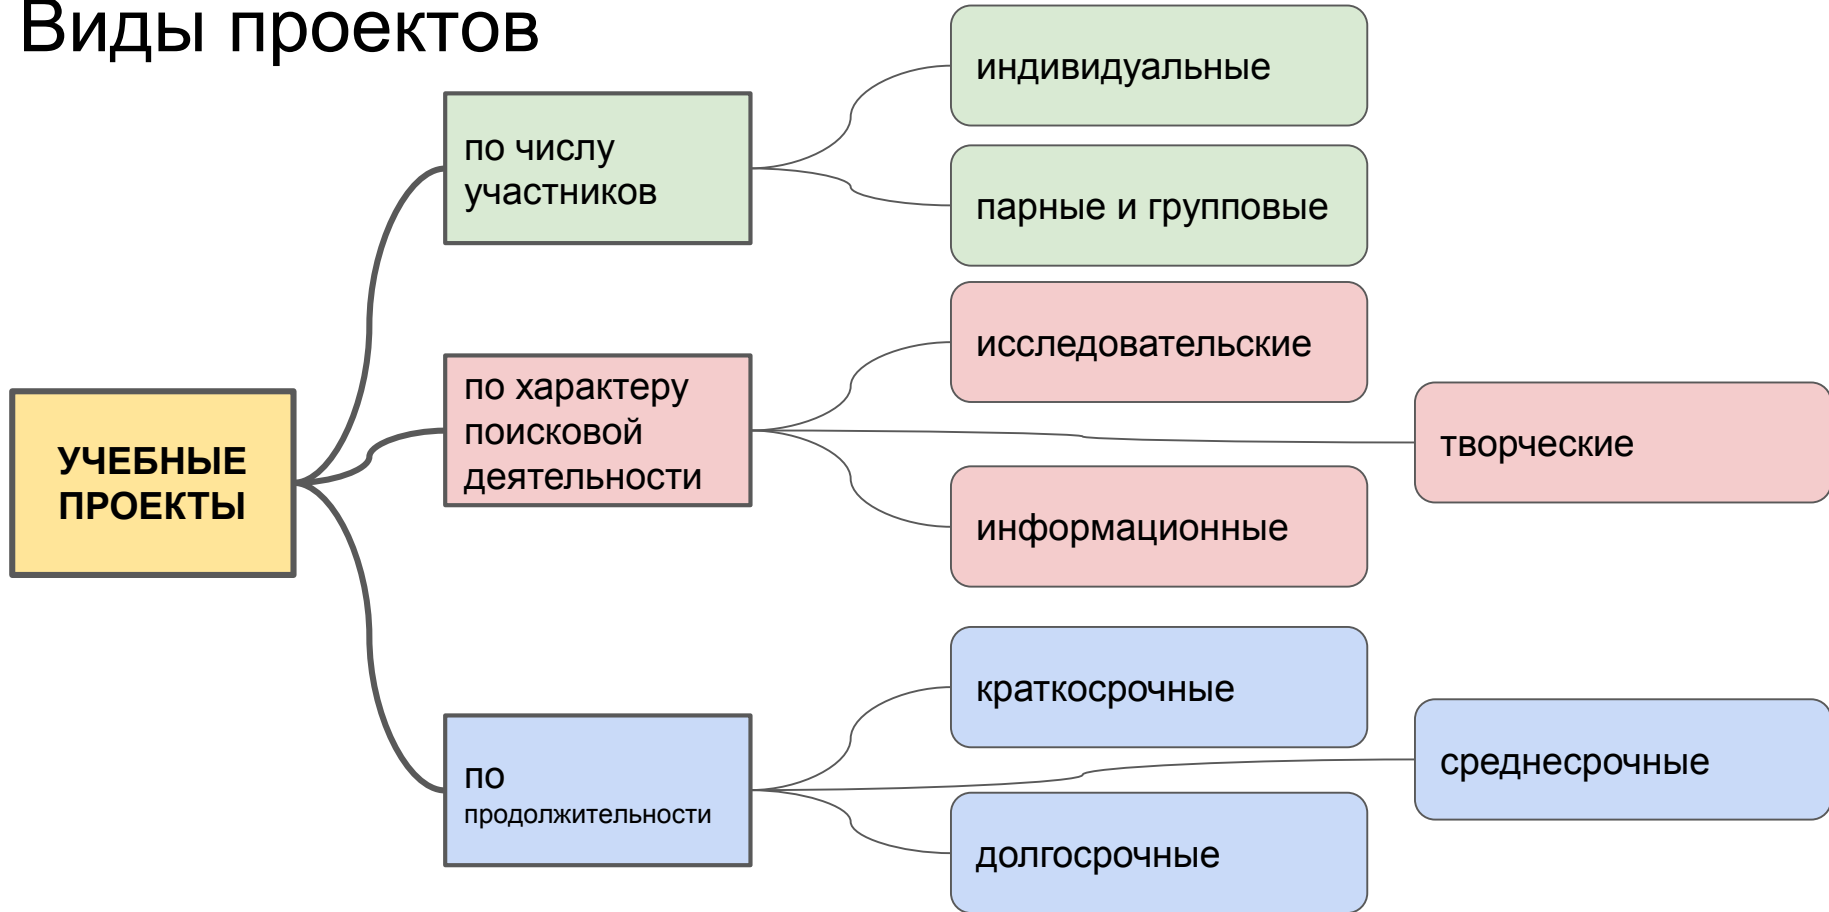 Виды проектов
УЧЕБНЫЕ
ПРОЕКТЫ
по числу
участников
индивидуальные
парные и групповые
по характеру
поисковой
деятельности
исследовательские
творческие
информационные
по
продолжительности
краткосрочные
среднесрочные
долгосрочные